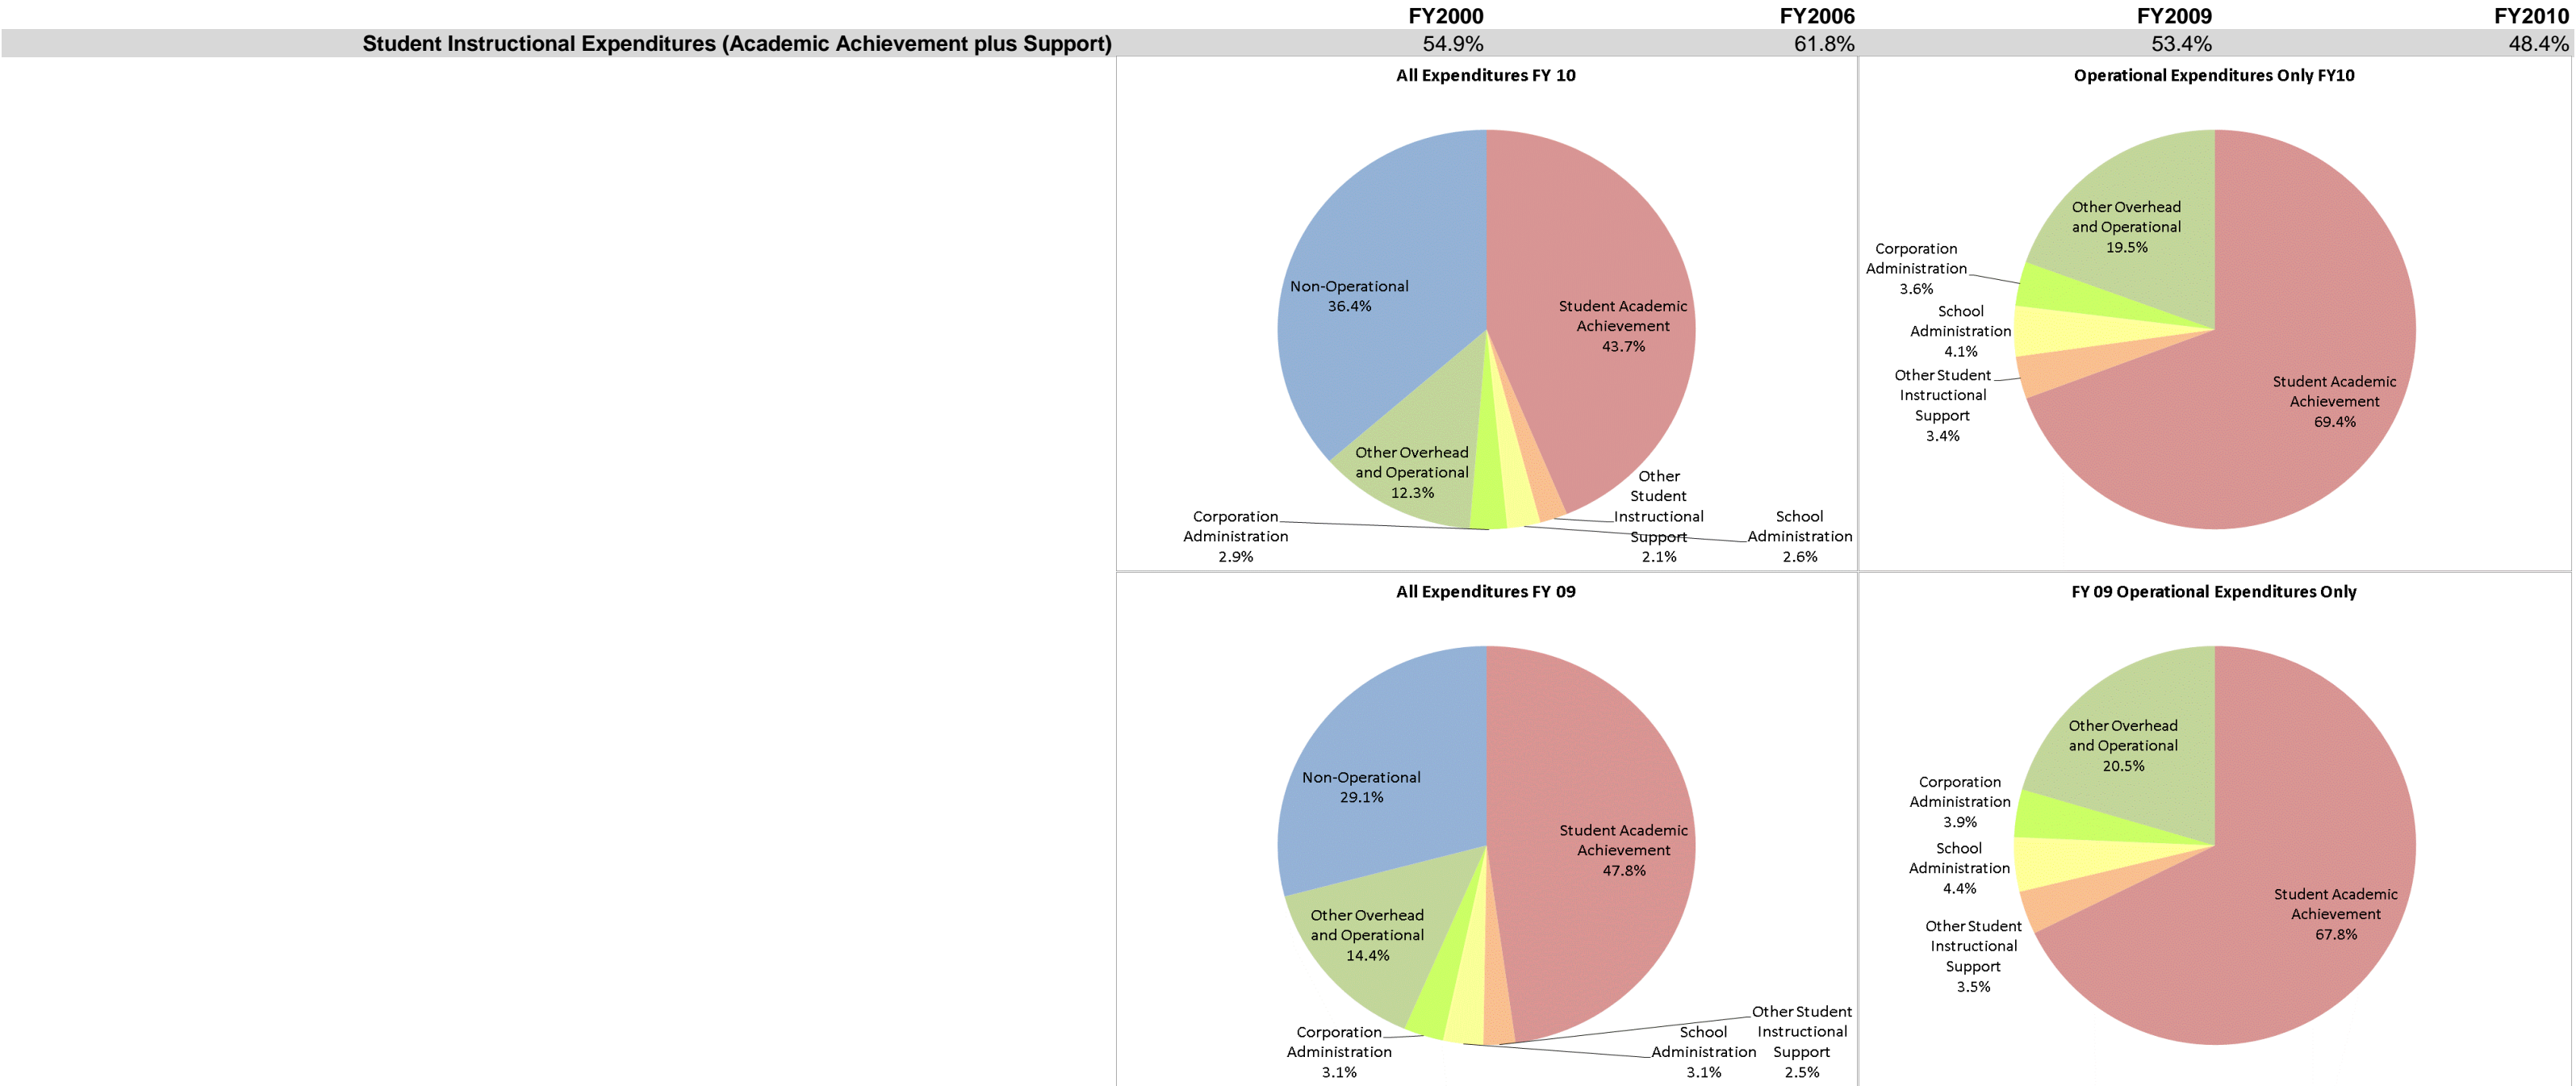 FY2000 FY2006 FY2009 FY2010
Student Instructional Expenditures (Academic Achievement plus Support) 54.9% 61.8% 53.4% 48.4%
All Expenditures FY 10
Non-Operational
36.4%
Student Academic
Achievement
43.7%
Other Overhead
and Operational
12.3%
Corporation
Administration
2.9%
Other
Student
Instructional
Support
2.1%
School
Administration
2.6%
Operational Expenditures Only FY10
Other Overhead
and Operational
19.5%
Corporation
Administration
3.6%
School
Administration
4.1%
Other Student
Instructional
Support
3.4%
Student Academic
Achievement
69.4%
All Expenditures FY 09
Non-Operational
29.1%
Student Academic
Achievement
47.8%
Other Overhead
and Operational
14.4%
Corporation
Administration
3.1%
School
Administration
3.1%
Other Student
Instructional
Support
2.5%
FY 09 Operational Expenditures Only
Other Overhead
and Operational
20.5%
Corporation
Administration
3.9%
School
Administration
4.4%
Other Student
Instructional
Support
3.5%
Student Academic
Achievement
67.8%